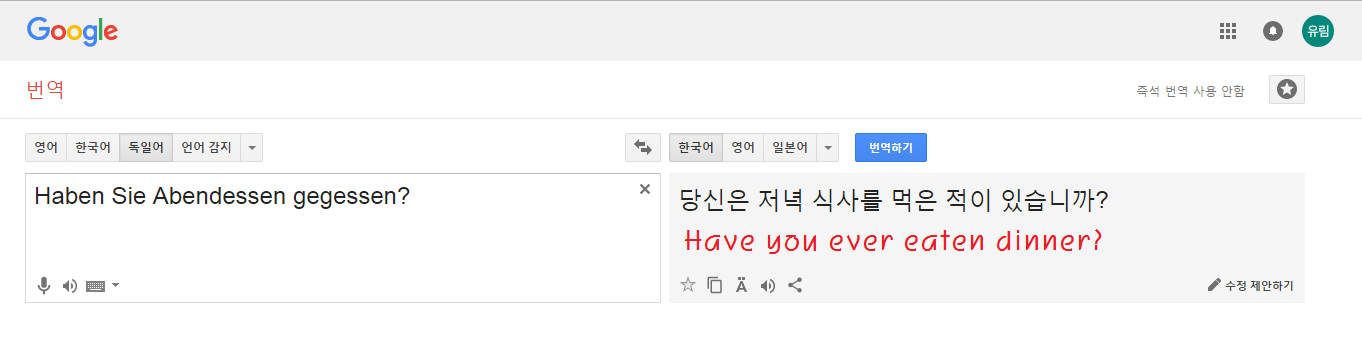 Google
유림
번역
즉석 번역 사용 안함
영어 한국어 독일어 언어 감지
한국어 영어 일본어 번역하기
Haben Sie Abendessen gegessen?
당신은 저녁 식사를 먹은 적이 있습니까?
Have you ever eaten dinner?
Ä
수정 제안하기